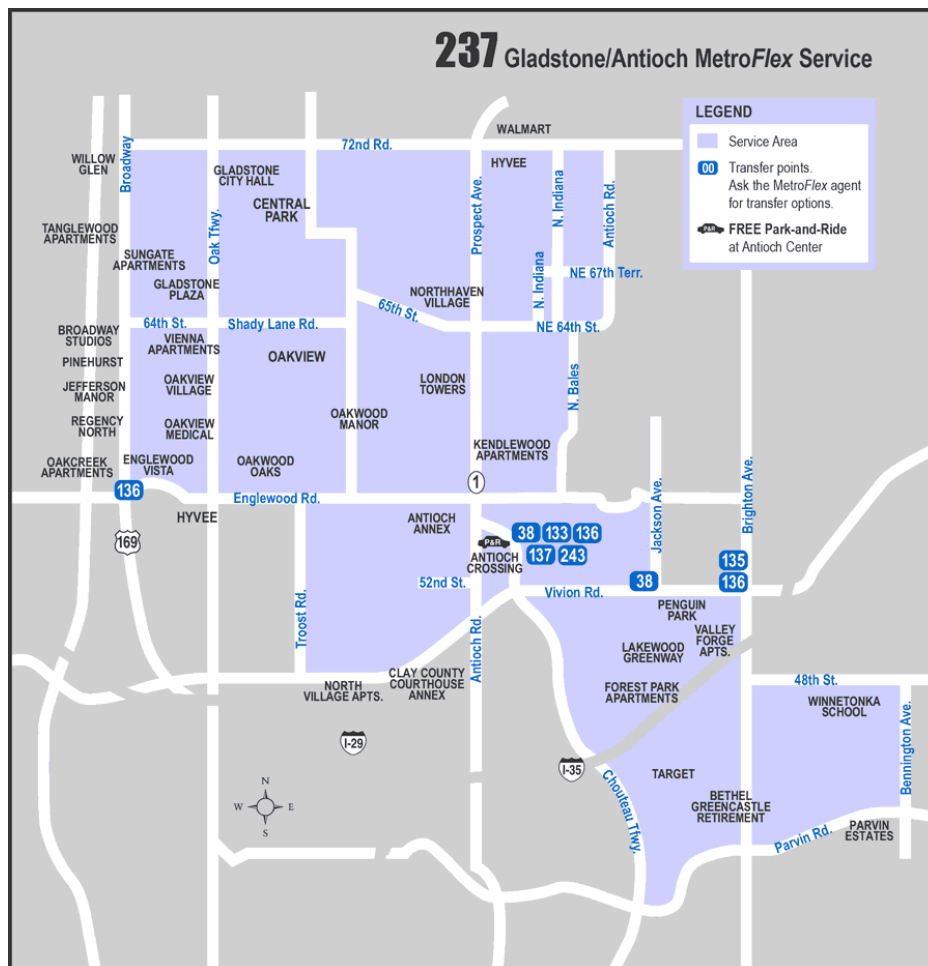 237 Gladstone/Antioch MetroFlex Service
LEGEND
Service Area
00
Transfer points.
Ask the MetroFlex agent
for transfer options.
P&R
FREE Park-and-Ride
at Antioch Center
WALMART
72nd Rd.
HYVEE
WILLOW
GLEN
Broadway
GLADSTONE
CITY HALL
CENTRAL
PARK
Oak Tfwy.
Prospect Ave.
N. Indiana
Antioch Rd.
TANGLEWOOD
APARTMENTS
SUNGATE
APARTMENTS
GLADSTONE
PLAZA
N. Indiana
NE 67th Terr.
NORTHHAVEN
VILLAGE
65th St.
NE 64th St.
64th St.
Shady Lane Rd.
BROADWAY
STUDIOS
VIENNA
APARTMENTS
OAKVIEW
PINEHURST
JEFFERSON
MANOR
OAKVIEW
VILLAGE
LONDON
TOWERS
N. Bales
OAKWOOD
MANOR
REGENCY
NORTH
OAKVIEW
MEDICAL
KENDLEWOOD
APARTMENTS
OAKCREEK
APARTMENTS
ENGLEWOOD
VISTA
OAKWOOD
OAKS
136
Englewood Rd.
1
HYVEE
169
ANTIOCH
ANNEX
P&R
ANTIOCH
CROSSING
38
133
136
137
243
Jackson Ave.
Brighton Ave.
135
136
38
52nd St.
Vivion Rd.
Troost Rd.
Antioch Rd.
PENGUIN
PARK
VALLEY
FORGE
APTS.
LAKEWOOD
GREENWAY
NORTH
VILLAGE APTS.
CLAY COUNTY
COURTHOUSE
ANNEX
FOREST PARK
APARTMENTS
48th St.
WINNETONKA
SCHOOL
Bennington Ave.
I-29
I-35
TARGET
Chouteau Tfwy.
BETHEL
GREENCASTLE
RETIREMENT
Parvin Rd.
PARVIN
ESTATES
N
W
E
S